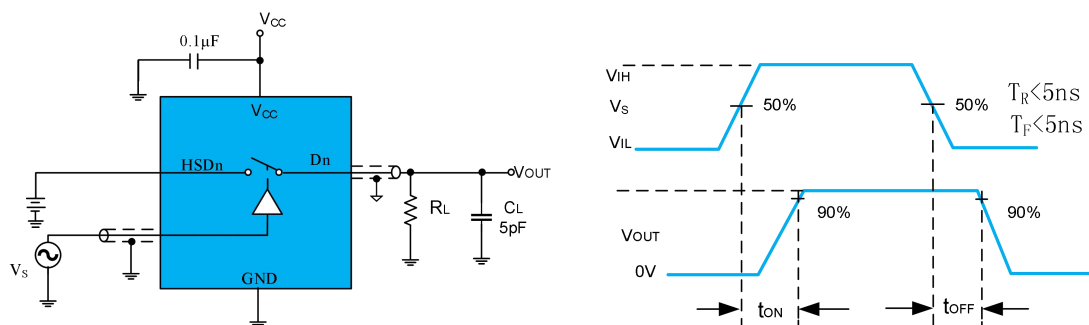 VCC
0.1μF
VCC
HSDn
Dn
VOUT
RL
CL
5pF
VS
GND
VIH
VS
50%
50%
TR<5ns
TF<5ns
VIL
90%
90%
VOUT
0V
tON
tOFF